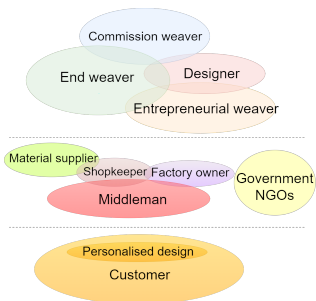 Commission weaver
End weaver
Designer
Entrepreneurial weaver
Material supplier
Shopkeeper
Factory owner
Middleman
Government
NGOs
Personalised design
Customer